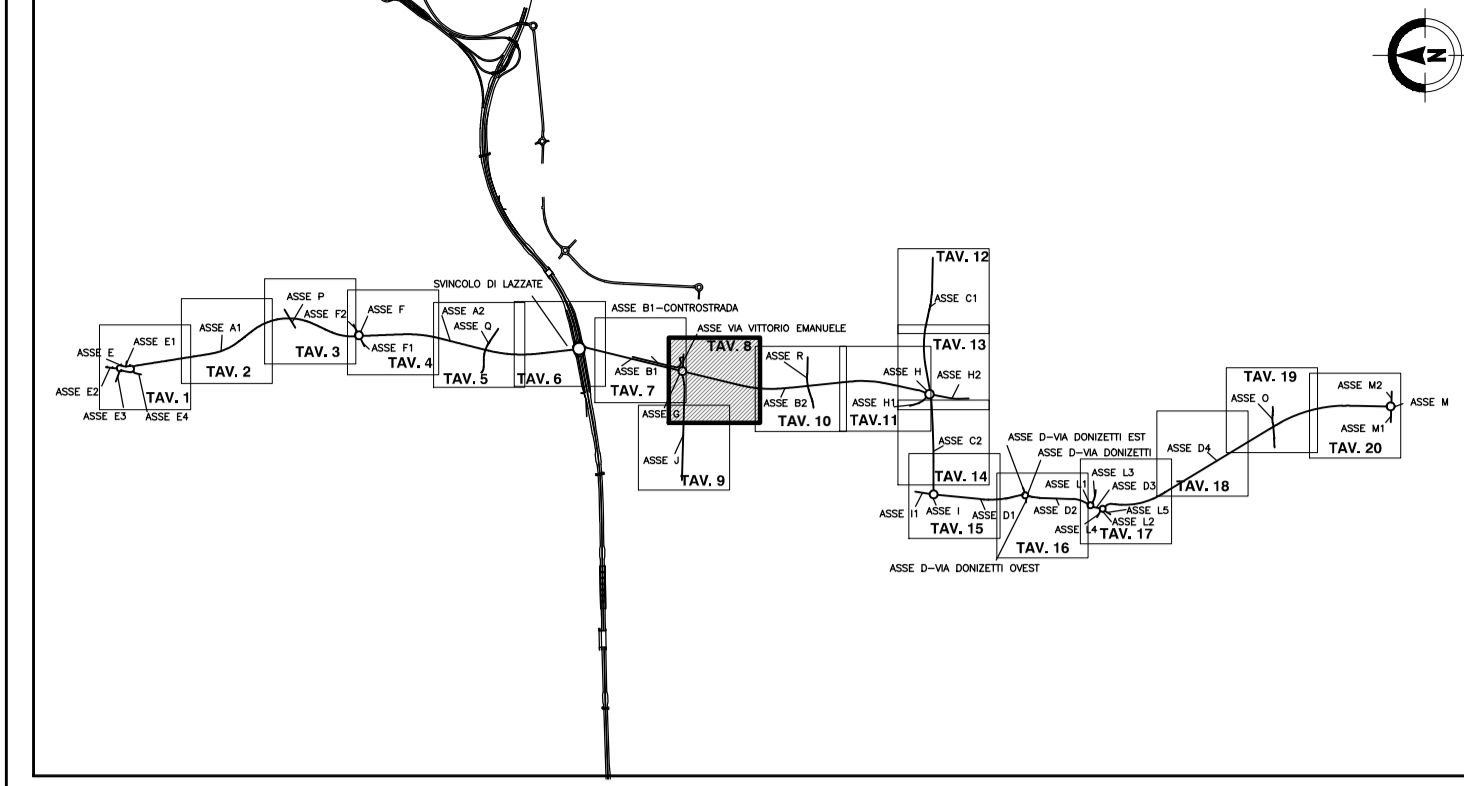 N
TAV. 12
ASSE C1
TAV. 13
SVINCOLO DI LAZZATE
ASSE B1-CONTROSTRADA
ASSE VIA VITTORIO EMANUELE
ASSE P
ASSE F2
ASSE F
ASSE A2
ASSE Q
ASSE E
ASSE E1
ASSE A1
TAV. 3
ASSE F1
TAV. 4
TAV. 5
TAV. 6
ASSE B1
TAV. 7
TAV. 8
ASSE R
ASSE H
ASSE H2
ASSE E2
TAV. 1
TAV. 2
ASSE E3
ASSE E4
ASSE G
ASSE B2
TAV. 10
ASSE H1
TAV. 11
ASSE J
TAV. 9
ASSE C2
TAV. 14
ASSE I1
ASSE I
TAV. 15
ASSE D1
ASSE D-VIA DONIZETTI EST
ASSE D-VIA DONIZETTI
ASSE L3
ASSE L1
ASSE D3
ASSE D2
ASSE L5
ASSE L4
ASSE L2
TAV. 17
TAV. 16
ASSE D-VIA DONIZETTI OVEST
ASSE D4
TAV. 18
TAV. 19
ASSE O
ASSE M2
ASSE M
ASSE M1
TAV. 20